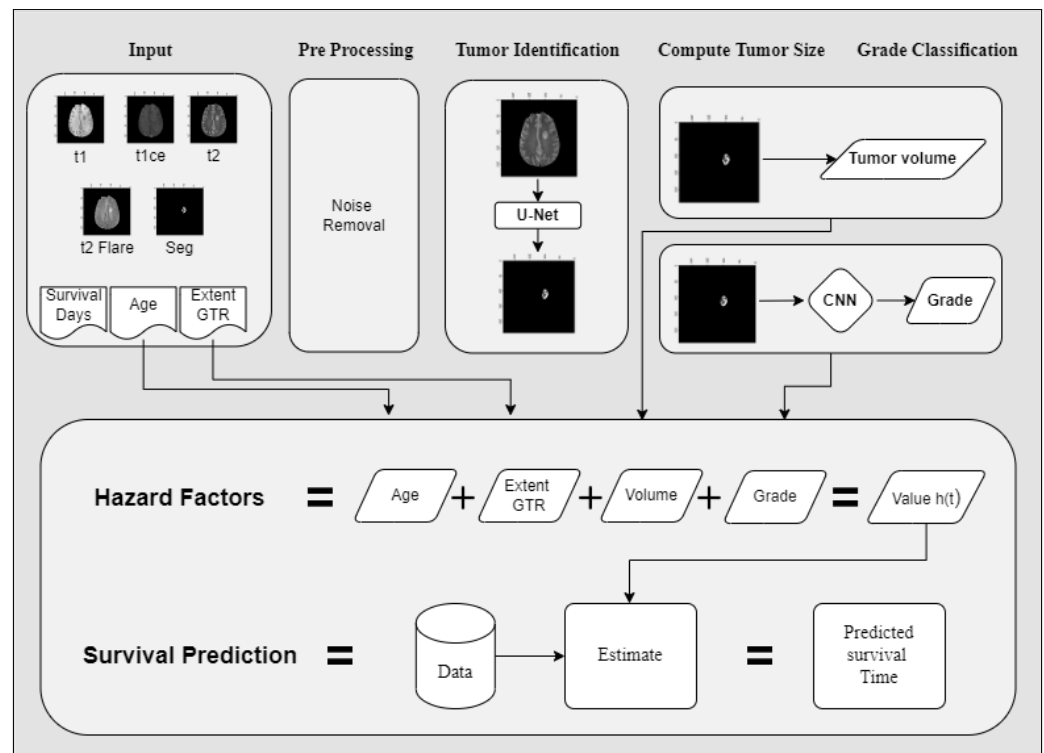 Input
Pre Processing
Tumor Identification
Compute Tumor Size
Grade Classification
t1
t1ce
t2
t2 Flare
Seg
Survival
Days
Age
Extent
GTR
Noise
Removal
U-Net
Tumor volume
CNN
Grade
Hazard Factors = Age + Extent GTR + Volume + Grade = Value h(t)
Survival Prediction = Data Estimate = Predicted survival Time